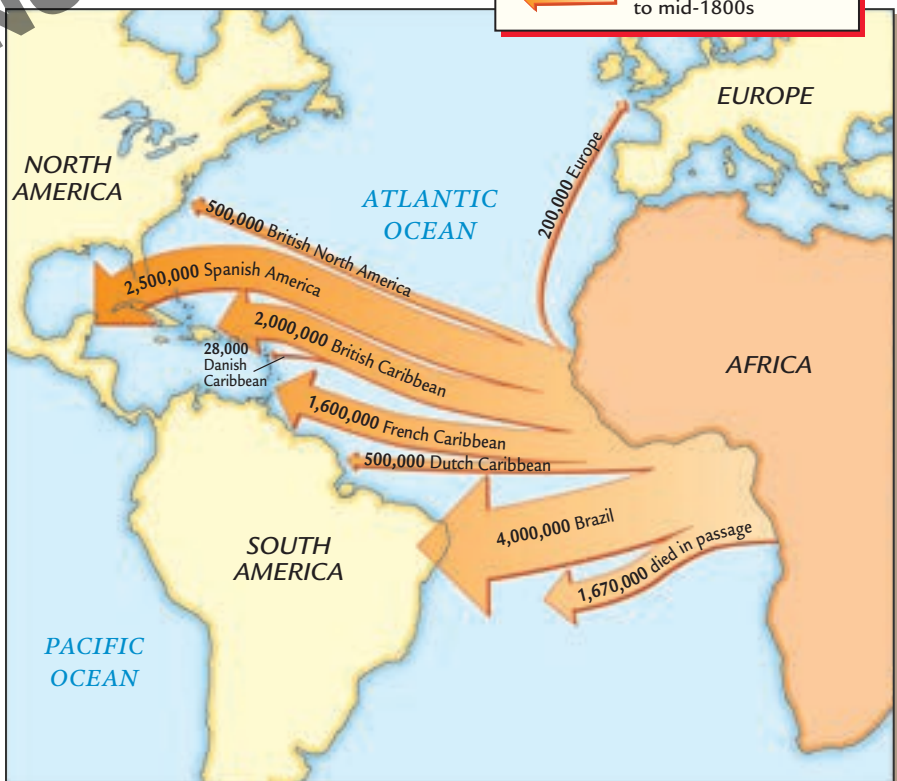 to mid-1800s
EUROPE
NORTH
AMERICA
ATLANTIC
OCEAN
200,000 Europe
500,000 British North America
2,500,000 Spanish America
2,000,000 British Caribbean
28,000
Danish
Caribbean
AFRICA
1,600,000 French Caribbean
500,000 Dutch Caribbean
4,000,000 Brazil
1,670,000 died in passage
SOUTH
AMERICA
PACIFIC
OCEAN